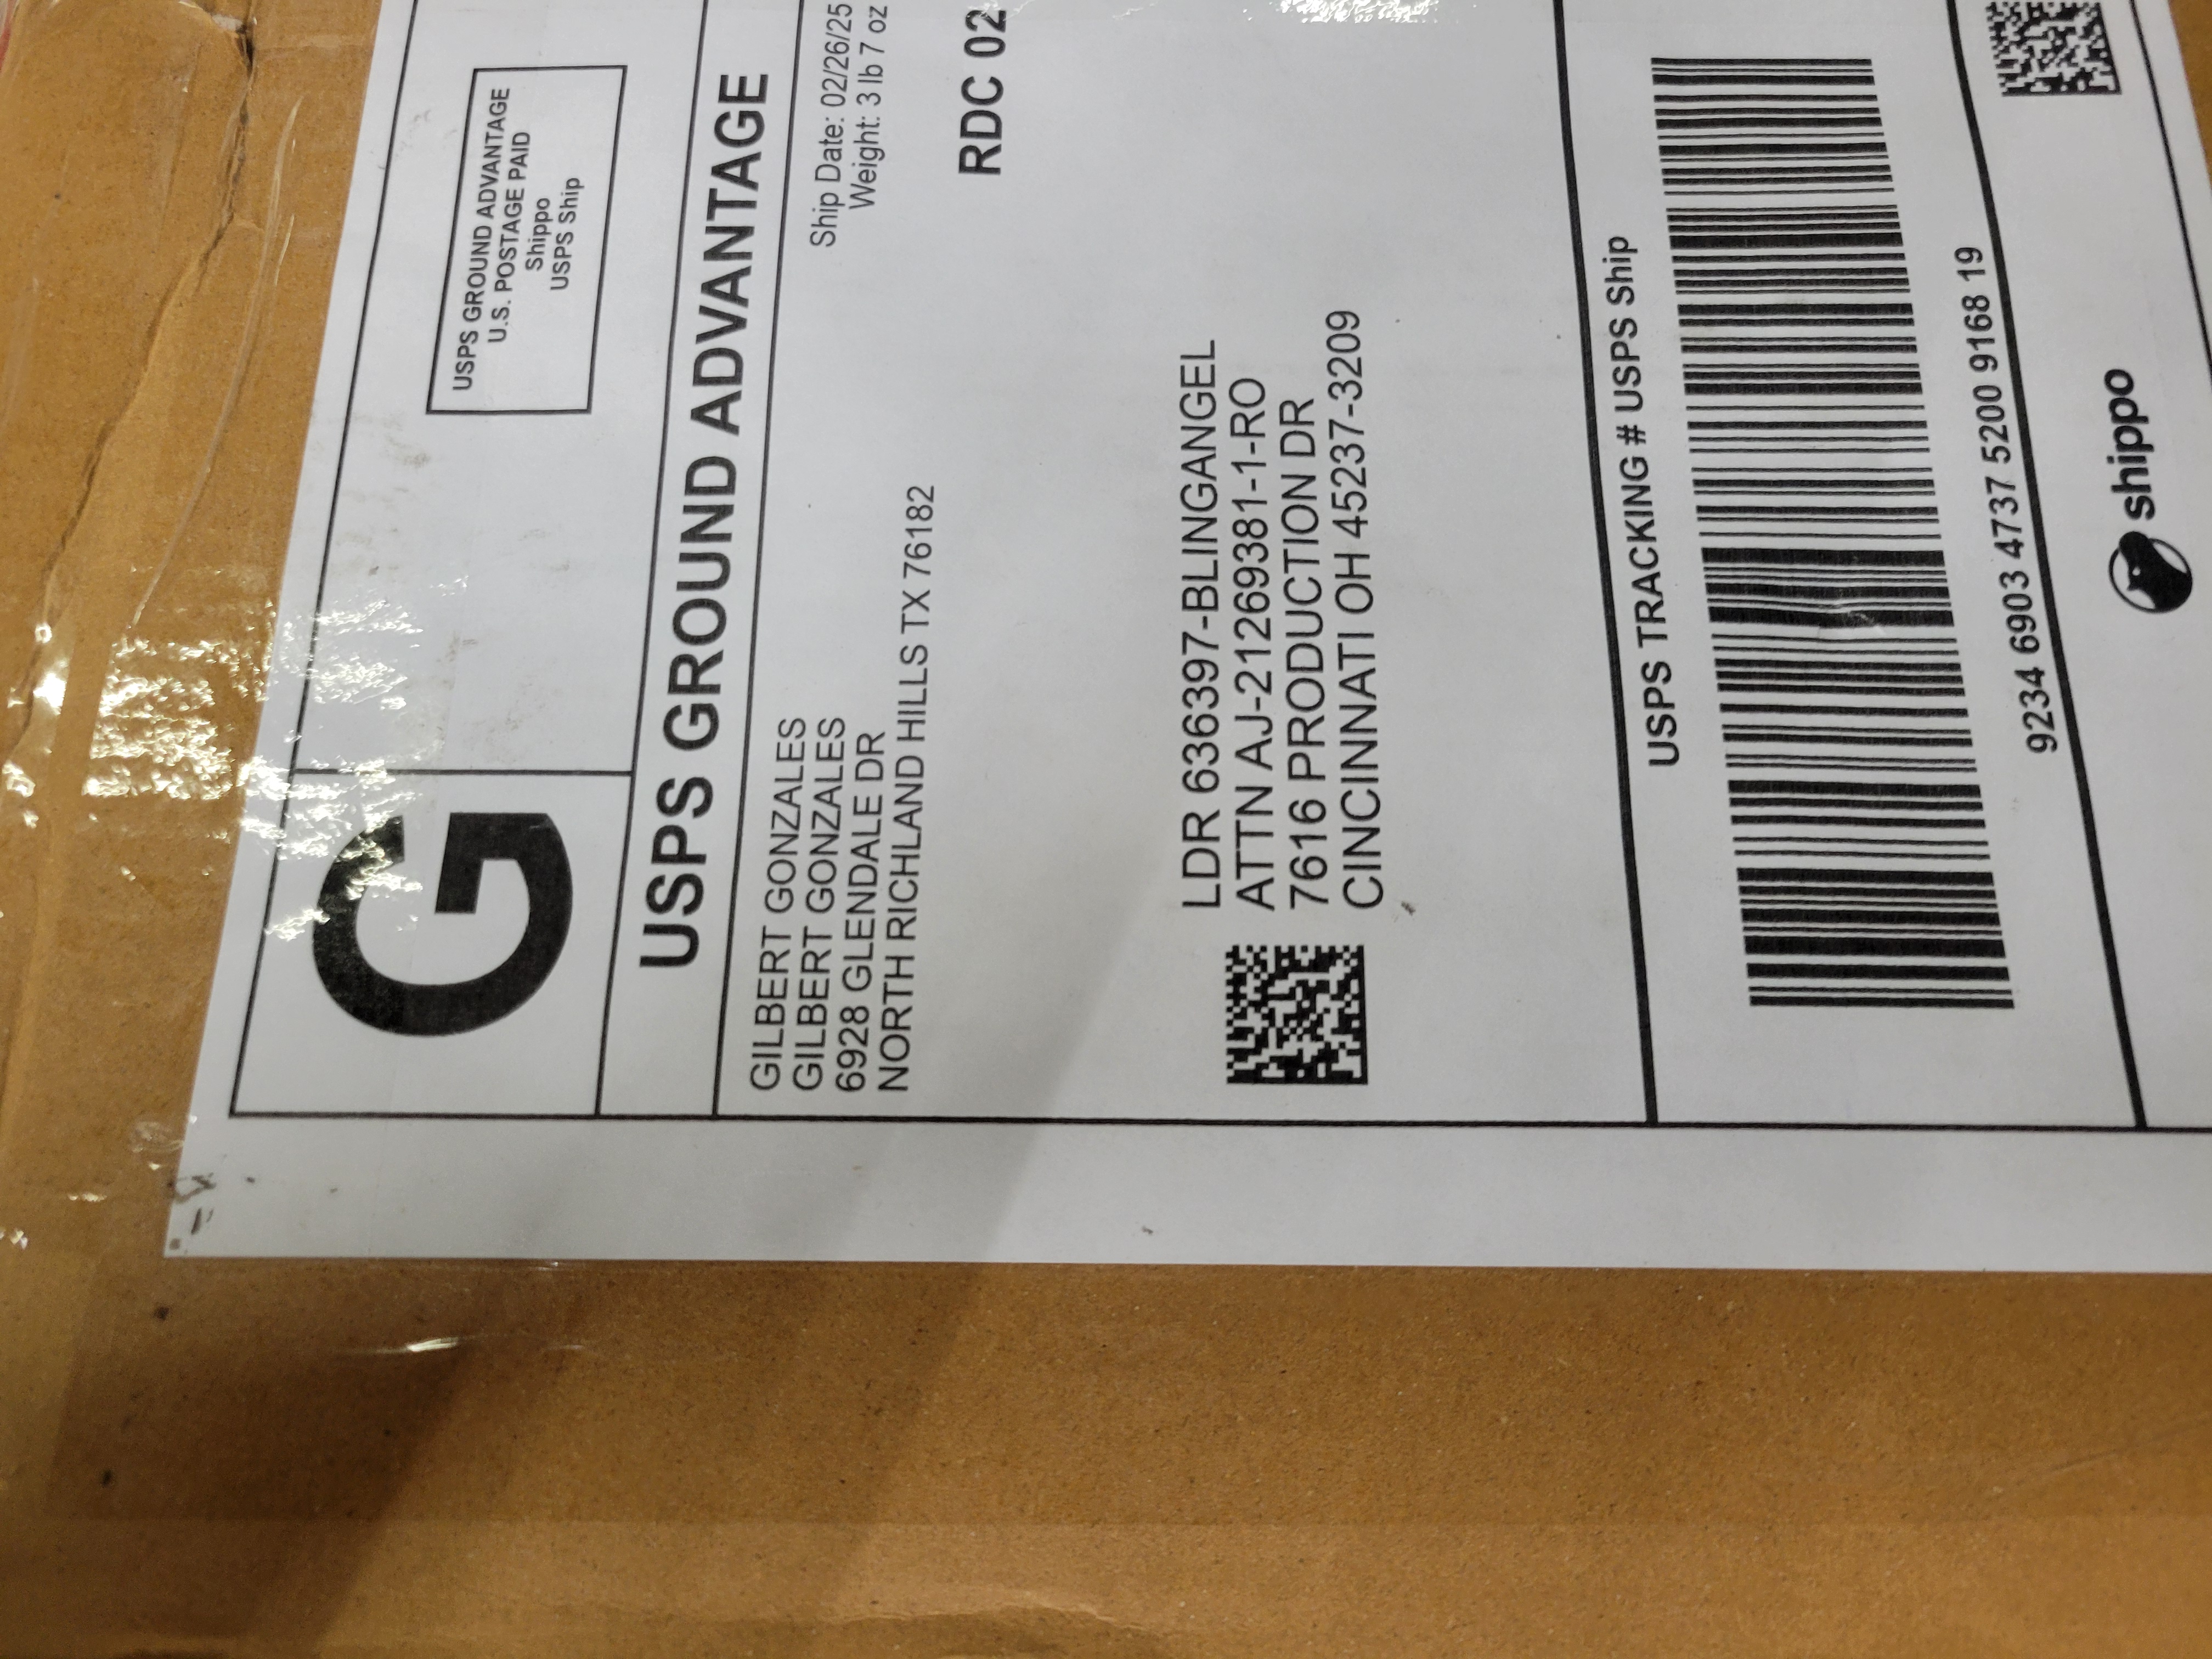 G
USPS GROUND ADVANTAGE
U.S. POSTAGE PAID
Shippo
USPS Ship
USPS GROUND ADVANTAGE
GILBERT GONZALES
GILBERT GONZALES
6928 GLENDALE DR
NORTH RICHLAND HILLS TX 76182
Ship Date: 02/26/25
Weight: 3 lb 7 oz
RDC 02
LDR 636397-BLINGANGEL
ATTN AJ-21269381-1-RO
7616 PRODUCTION DR
CINCINNATI OH 45237-3209
USPS TRACKING # USPS Ship
9234 6903 4737 5200 9168 19
shippo